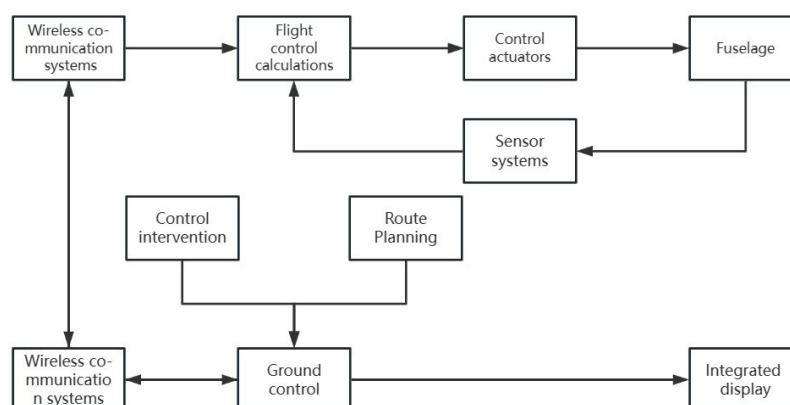 Wireless co-
mmunication
systems
Flight
control
calculations
Control
actuators
Fuselage
Sensor
systems
Control
intervention
Route
Planning
Wireless co-
mmunicatio
n systems
Ground
control
Integrated
display